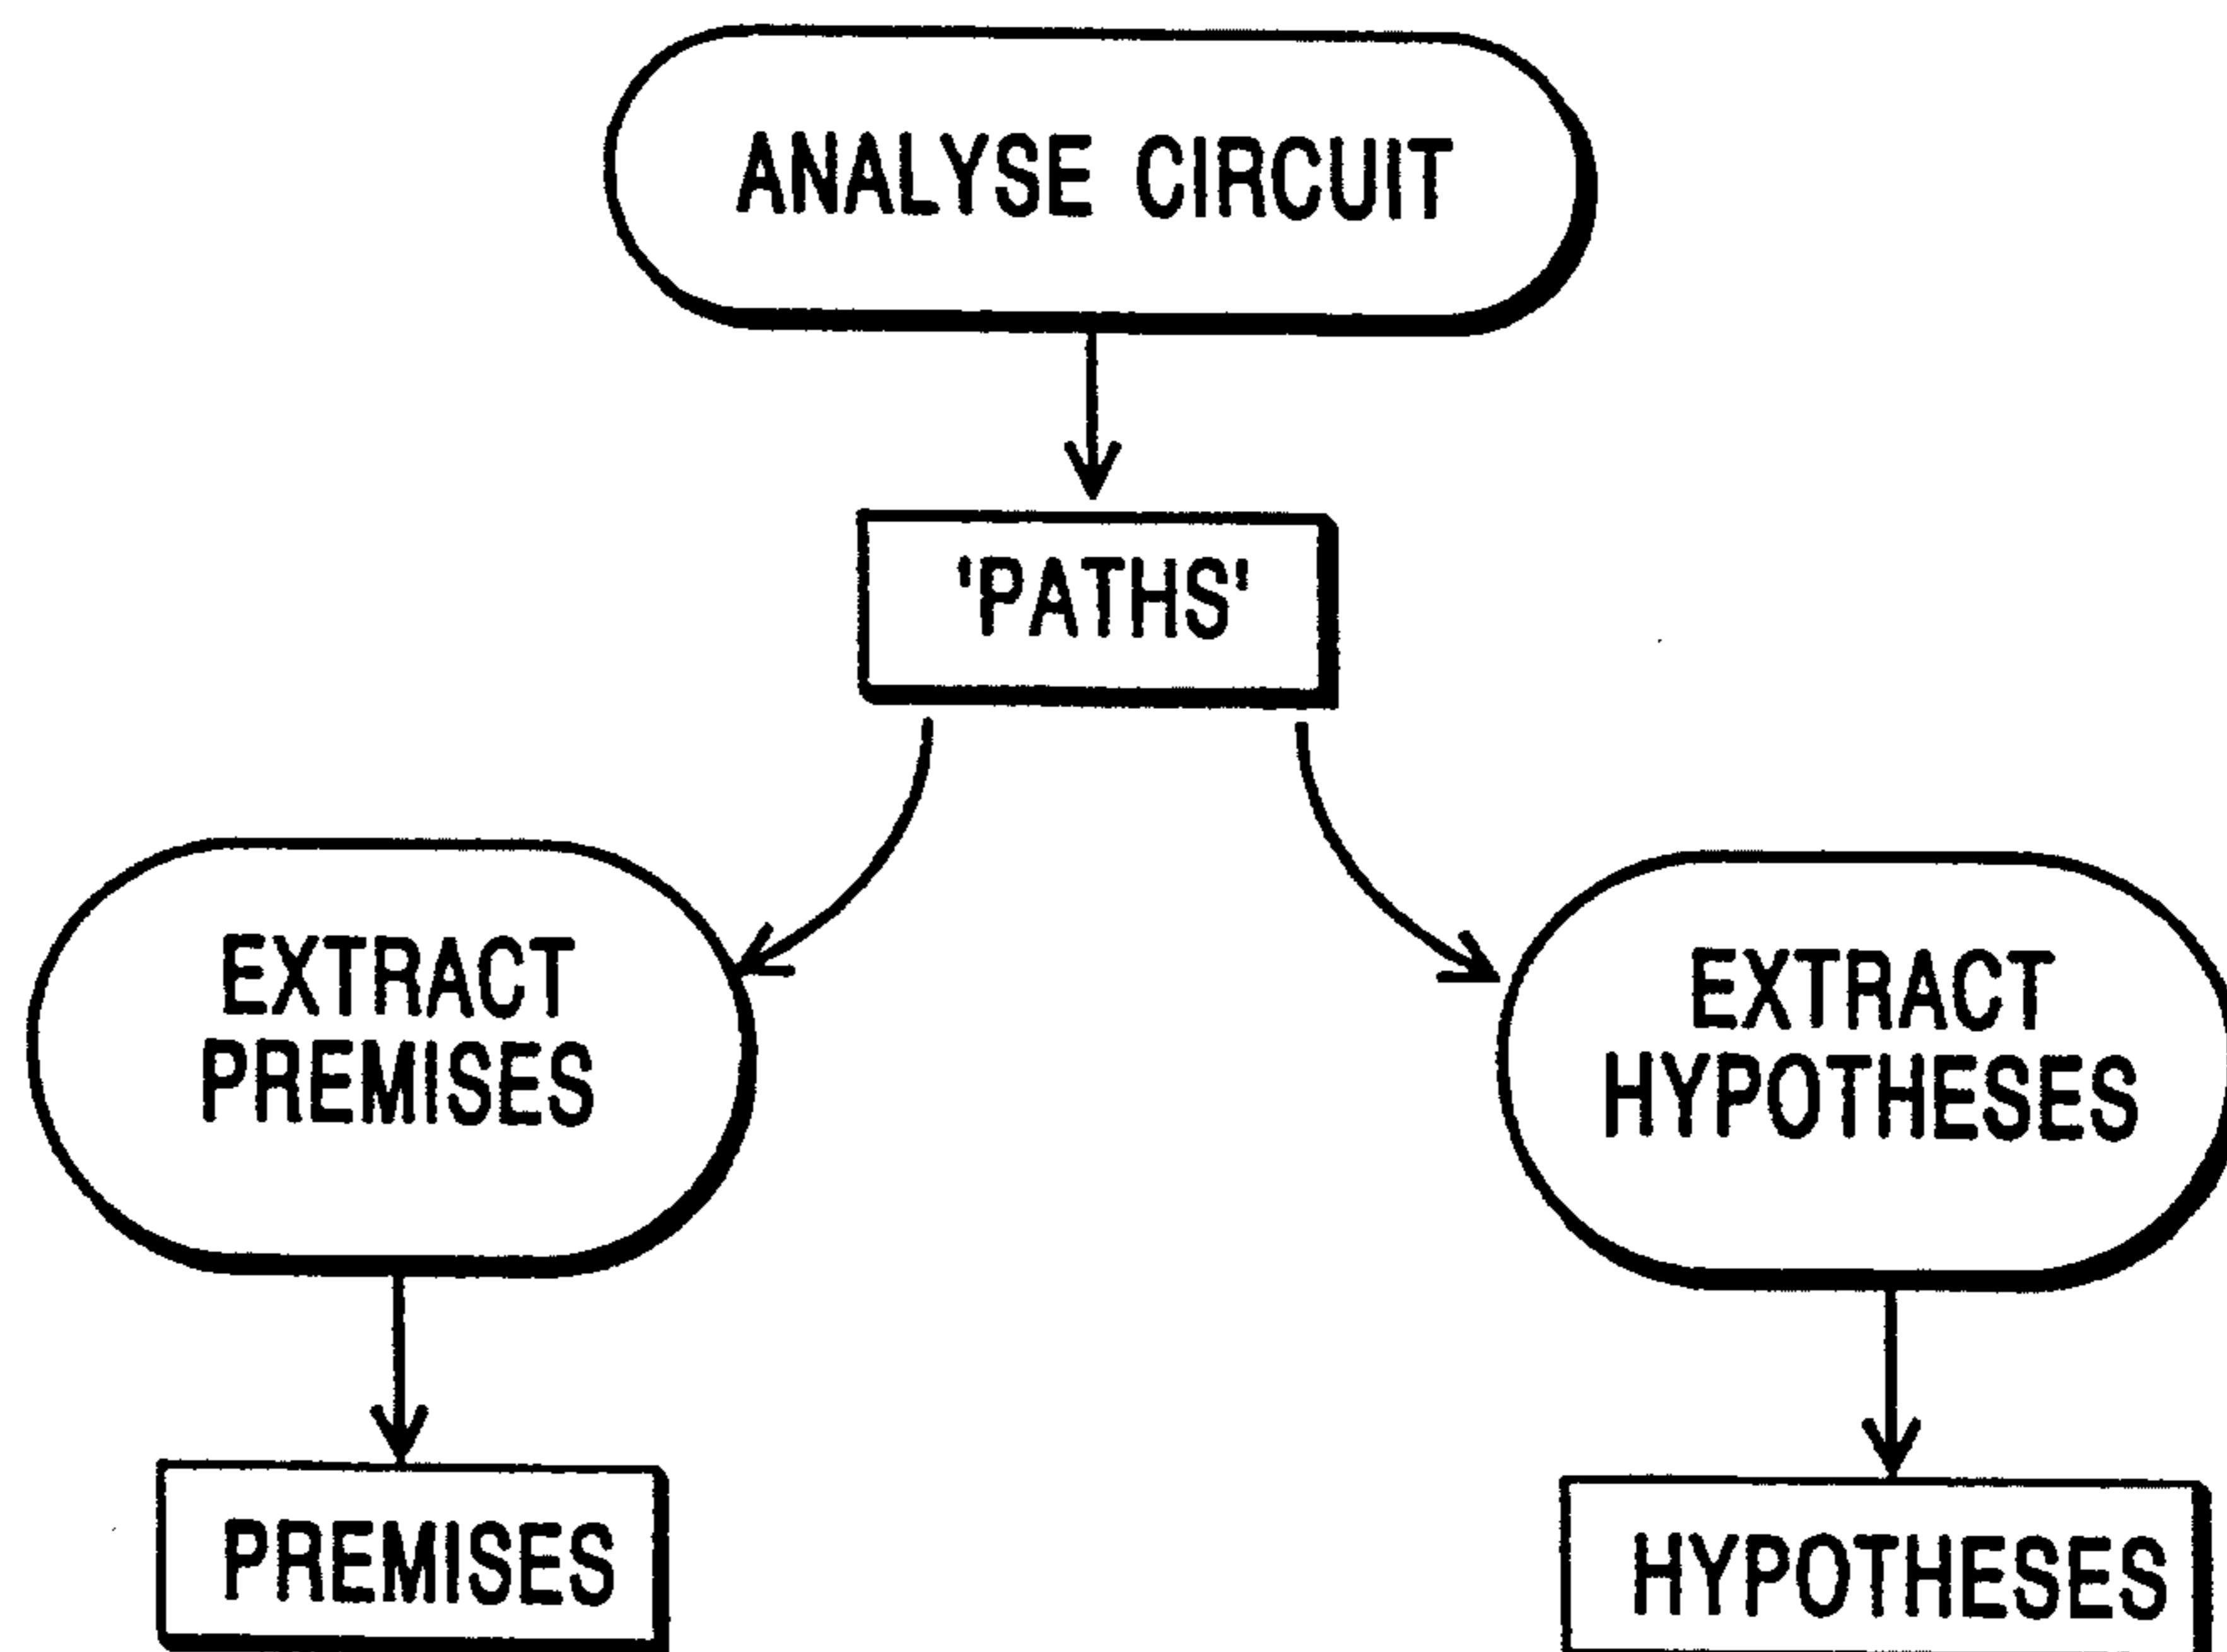 ANALYSE CIRCUIT
'PATHS'
EXTRACT
PREMISES
EXTRACT
HYPOTHESES
PREMISES
HYPOTHESES